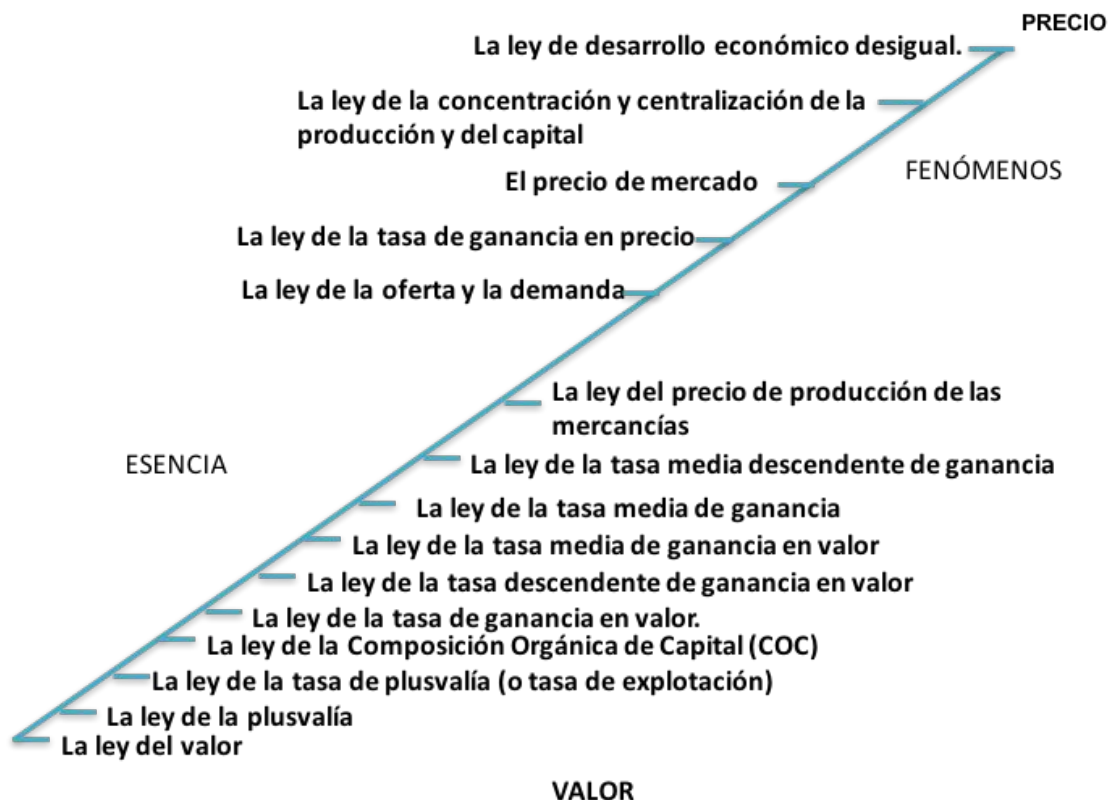 PRECIO
La ley de desarrollo económico desigual.
La ley de la concentración y centralización de la
producción y del capital
FENÓMENOS
El precio de mercado
La ley de la tasa de ganancia en precio
La ley de la oferta y la demanda
La ley del precio de producción de las
mercancías
ESENCIA
La ley de la tasa media descendente de ganancia
La ley de la tasa media de ganancia
La ley de la tasa media de ganancia en valor
La ley de la tasa descendente de ganancia en valor
La ley de la tasa de ganancia en valor.
La ley de la Composición Orgánica de Capital (COC)
La ley de la tasa de plusvalía (o tasa de explotación)
La ley de la plusvalía
La ley del valor
VALOR